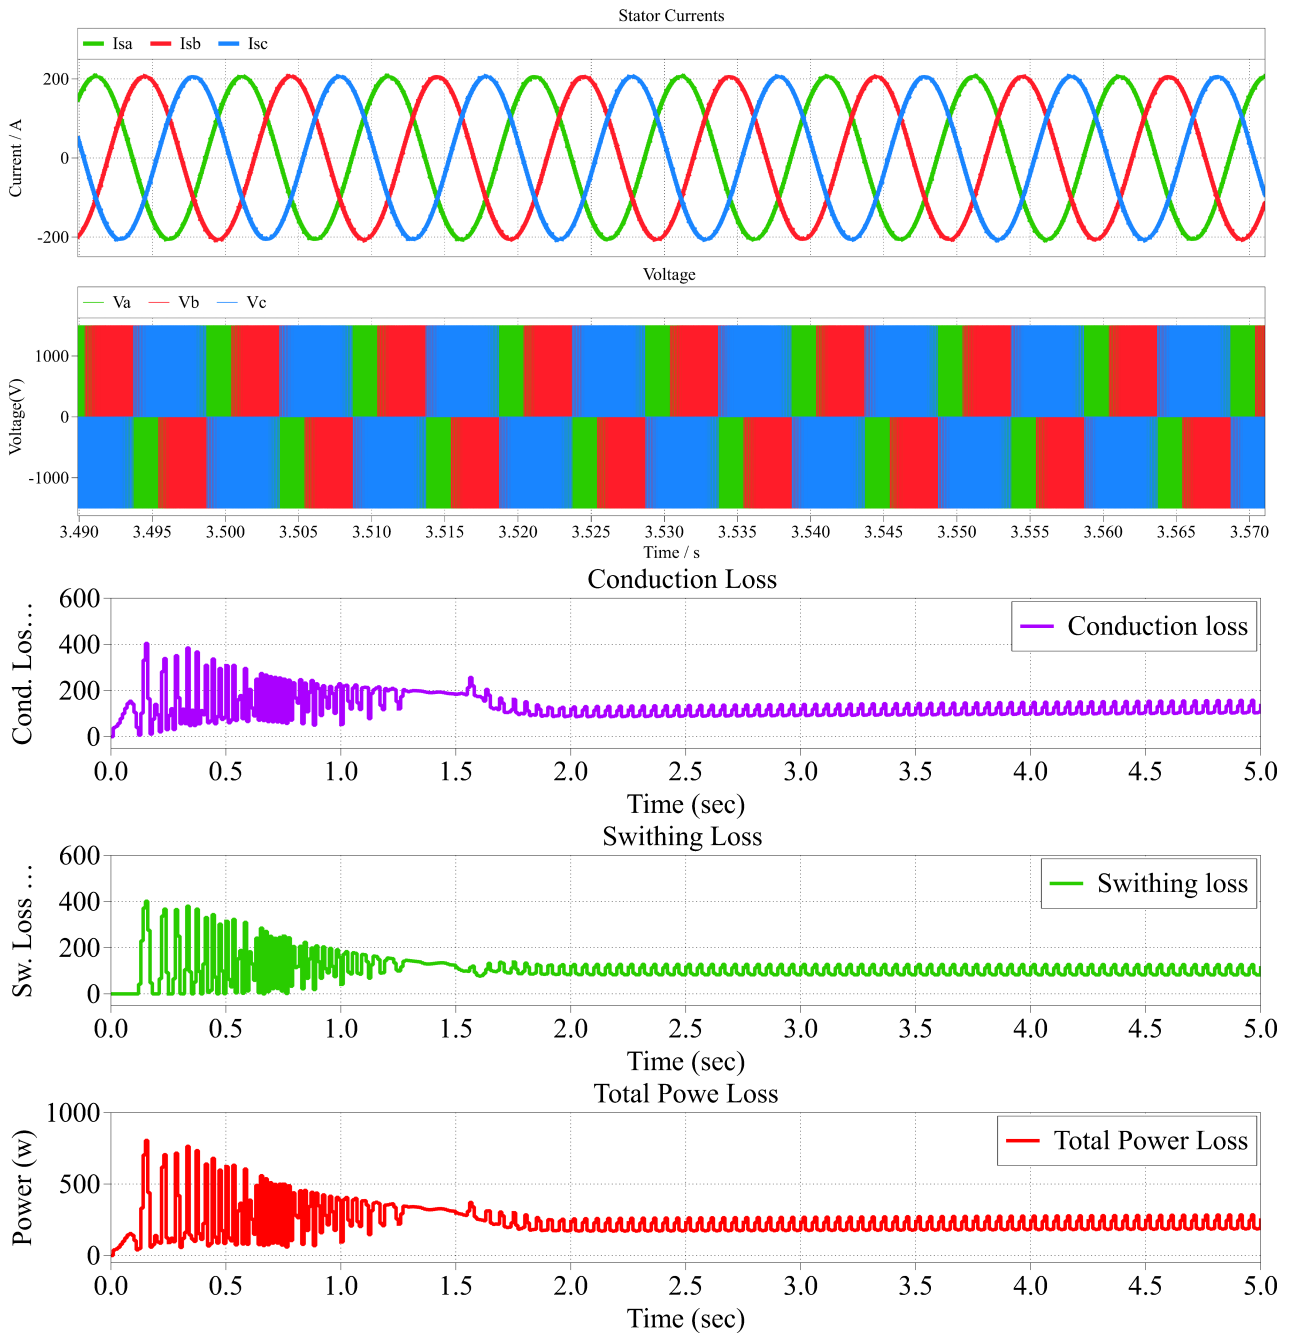 Stator Currents
Isa Isb Isc
200
0
-200
Current / A
Voltage
Va Vb Vc
1000
0
-1000
Voltage(V)
3.490 3.495 3.500 3.505 3.510 3.515 3.520 3.525 3.530 3.535 3.540 3.545 3.550 3.555 3.560 3.565 3.570
Time / s
Conduction Loss
Conduction loss
600
400
200
0
Cond. Los…
0.0 0.5 1.0 1.5 2.0 2.5 3.0 3.5 4.0 4.5 5.0
Time (sec)
Swithing Loss
Swithing loss
600
400
200
0
Sw. Loss …
0.0 0.5 1.0 1.5 2.0 2.5 3.0 3.5 4.0 4.5 5.0
Time (sec)
Total Powe Loss
Total Power Loss
1000
500
0
Power (w)
0.0 0.5 1.0 1.5 2.0 2.5 3.0 3.5 4.0 4.5 5.0
Time (sec)